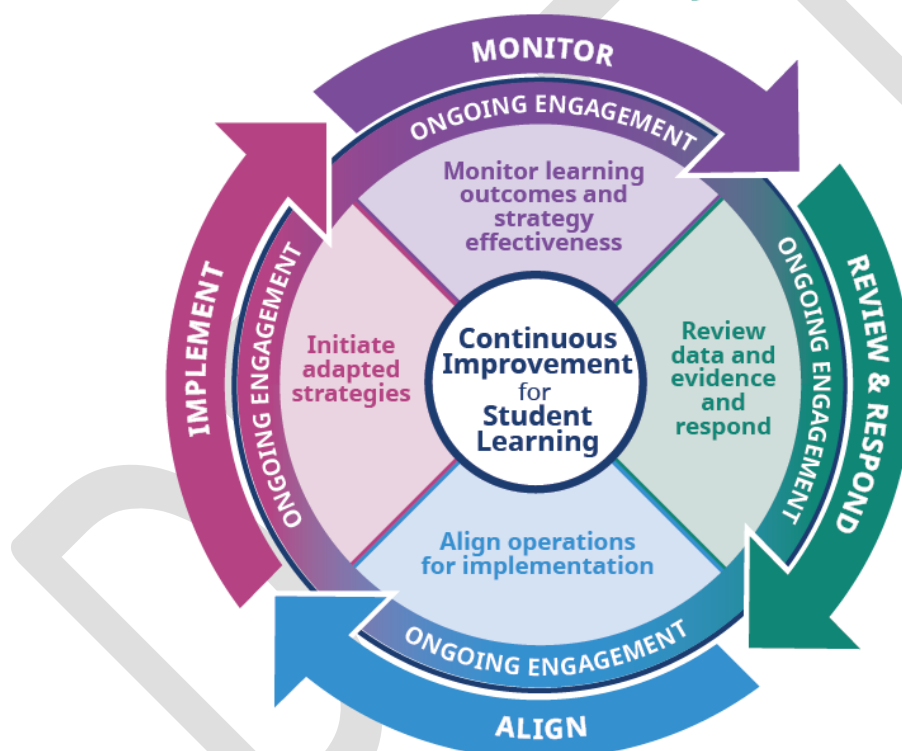 MONITOR
ONGOING ENGAGEMENT
Monitor learning
outcomes and
strategy
effectiveness
REVIEW & RESPOND
ONGOING ENGAGEMENT
Review
data and
evidence
and
respond
Continuous
Improvement
for
Student
Learning
IMPLEMENT
ONGOING ENGAGEMENT
Initiate
adapted
strategies
Align operations
for implementation
ONGOING ENGAGEMENT
ALIGN